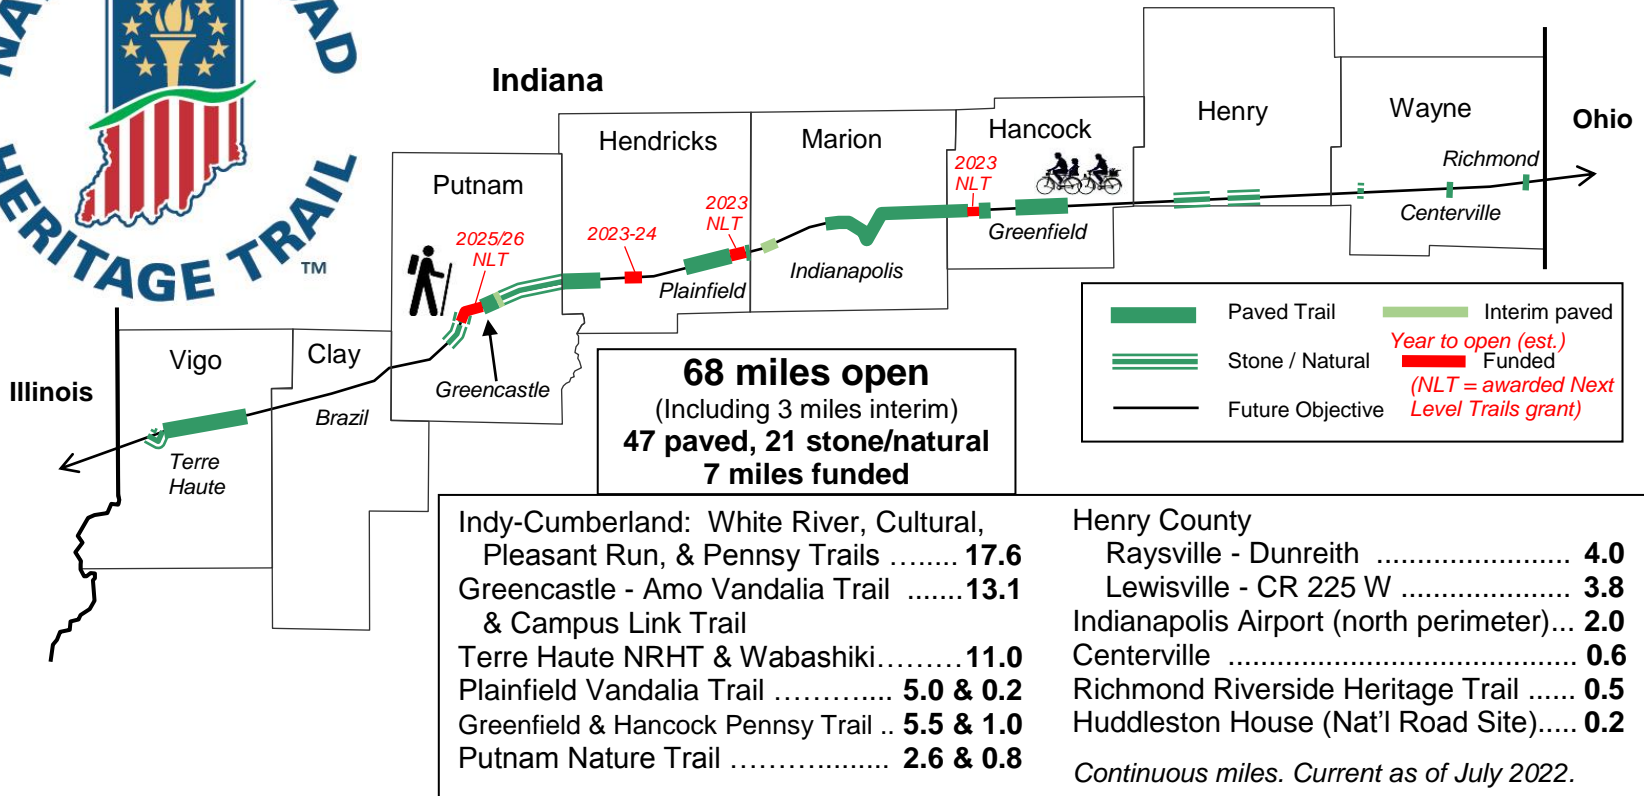 HERITAGE TRAIL
TM
Indiana
Illinois
Ohio
Vigo
Clay
Putnam
Hendricks
Marion
Hancock
Henry
Wayne
Terre
Haute
Brazil
Greencastle
Plainfield
Indianapolis
Greenfield
Centerville
Richmond
2025/26
NLT
2023-24
2023
NLT
2023
NLT
Paved Trail
Interim paved
Year to open (est.)
Stone / Natural
Funded
(NLT = awarded Next
Level Trails grant)
Future Objective
68 miles open
(Including 3 miles interim)
47 paved, 21 stone/natural
7 miles funded
Indy-Cumberland: White River, Cultural,
Pleasant Run, & Pennsy Trails ......... 17.6
Greencastle - Amo Vandalia Trail .......13.1
& Campus Link Trail
Terre Haute NRHT & Wabashiki.........11.0
Plainfield Vandalia Trail ............. 5.0 & 0.2
Greenfield & Hancock Pennsy Trail .. 5.5 & 1.0
Putnam Nature Trail .................. 2.6 & 0.8
Henry County
Raysville - Dunreith ........................ 4.0
Lewisville - CR 225 W ..................... 3.8
Indianapolis Airport (north perimeter)... 2.0
Centerville ........................................... 0.6
Richmond Riverside Heritage Trail ...... 0.5
Huddleston House (Nat'l Road Site)..... 0.2
Continuous miles. Current as of July 2022.